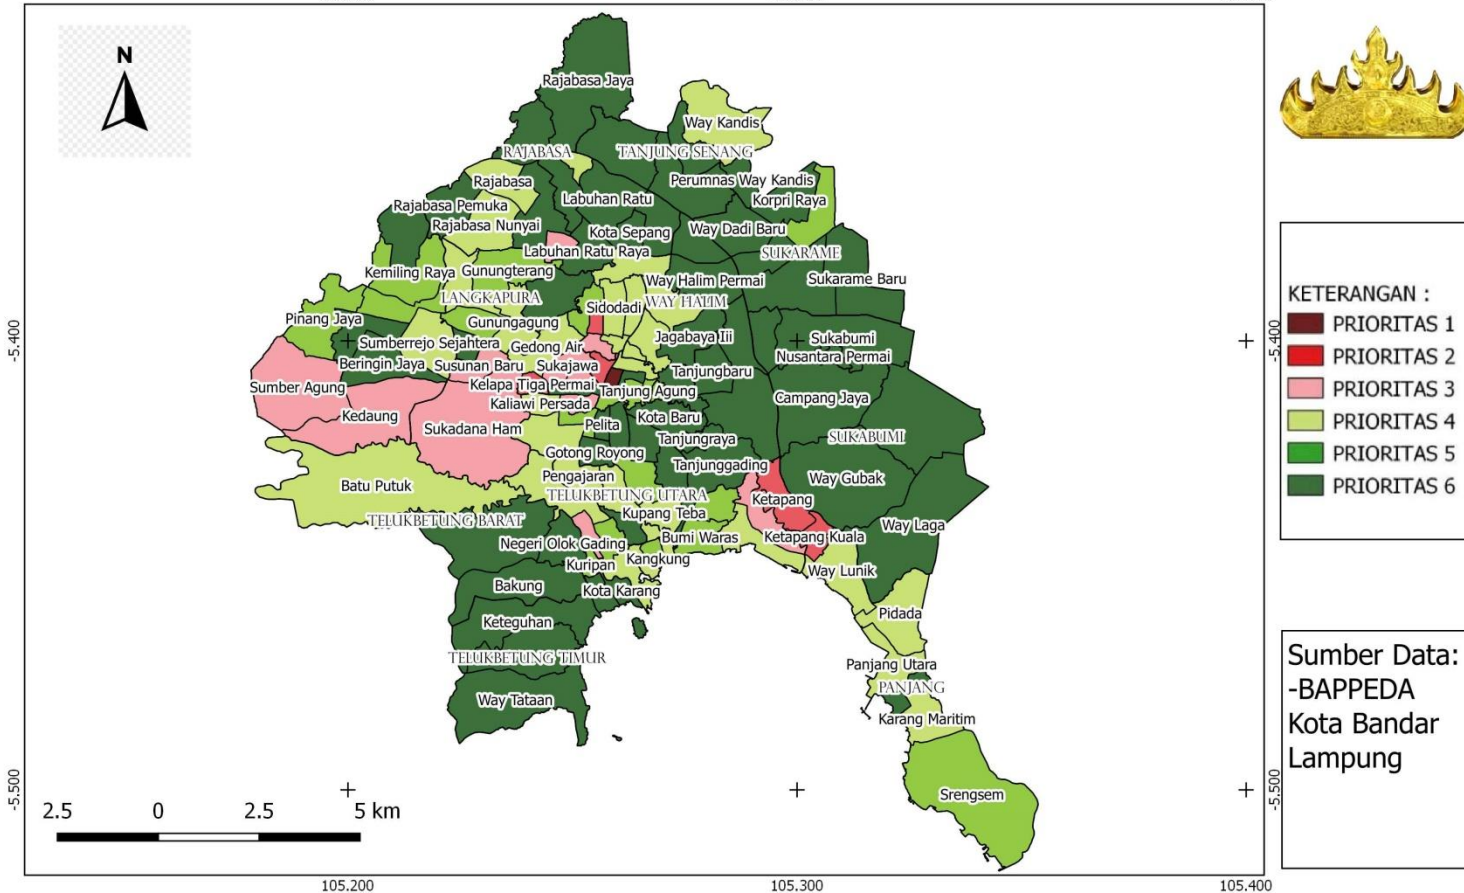 N
Rajabasa Jaya
Way Kandis
RAJABASA
TANJUNG SENANG
Rajabasa
Perumnas Way Kandis
Rajabasa Pemuka
Labuhan Ratu
Korpri Raya
Rajabasa Nunyai
Kota Sepang
Way Dadi Baru
Labuhan Ratu Raya
SUKARAME
Kemiling Raya
Gunungterang
Way Halim Permai
Sukarame Baru
LANGKAPURA
Sidodadi
WAY HALIM
Pinang Jaya
Gunungagung
Sumberrejo Sejahtera
Gedong Air
Jagabaya Iii
Sukabumi
Nusantara Permai
Beringin Jaya
Susunan Baru
Sukajawa
Tanjungbaru
Sumber Agung
Kelapa Tiga Permai
Tanjung Agung
Campang Jaya
Kaliawi Persada
Kedaung
Sukadana Ham
Pelita
Kota Baru
Tanjungraya
SUKABUMI
Gotong Royong
Tanjunggading
Batu Putuk
Pengajaran
Way Gubak
TELUKBETUNG UTARA
Ketapang
TELUKBETUNG BARAT
Kupang Teba
Way Laga
Negeri Olok Gading
Bumi Waras
Ketapang Kuala
Kuripan
Kangkung
Way Lunik
Bakung
Kota Karang
Pidada
Keteguhan
TELUKBETUNG TIMUR
Panjang Utara
PANJANG
Way Tataan
Karang Maritim
Srengsem
2.5 0 2.5 5 km
-5.400
-5.500
-5.400
-5.500
105.200
105.300
105.400
KETERANGAN :
PRIORITAS 1
PRIORITAS 2
PRIORITAS 3
PRIORITAS 4
PRIORITAS 5
PRIORITAS 6
Sumber Data:
-BAPPEDA
Kota Bandar
Lampung